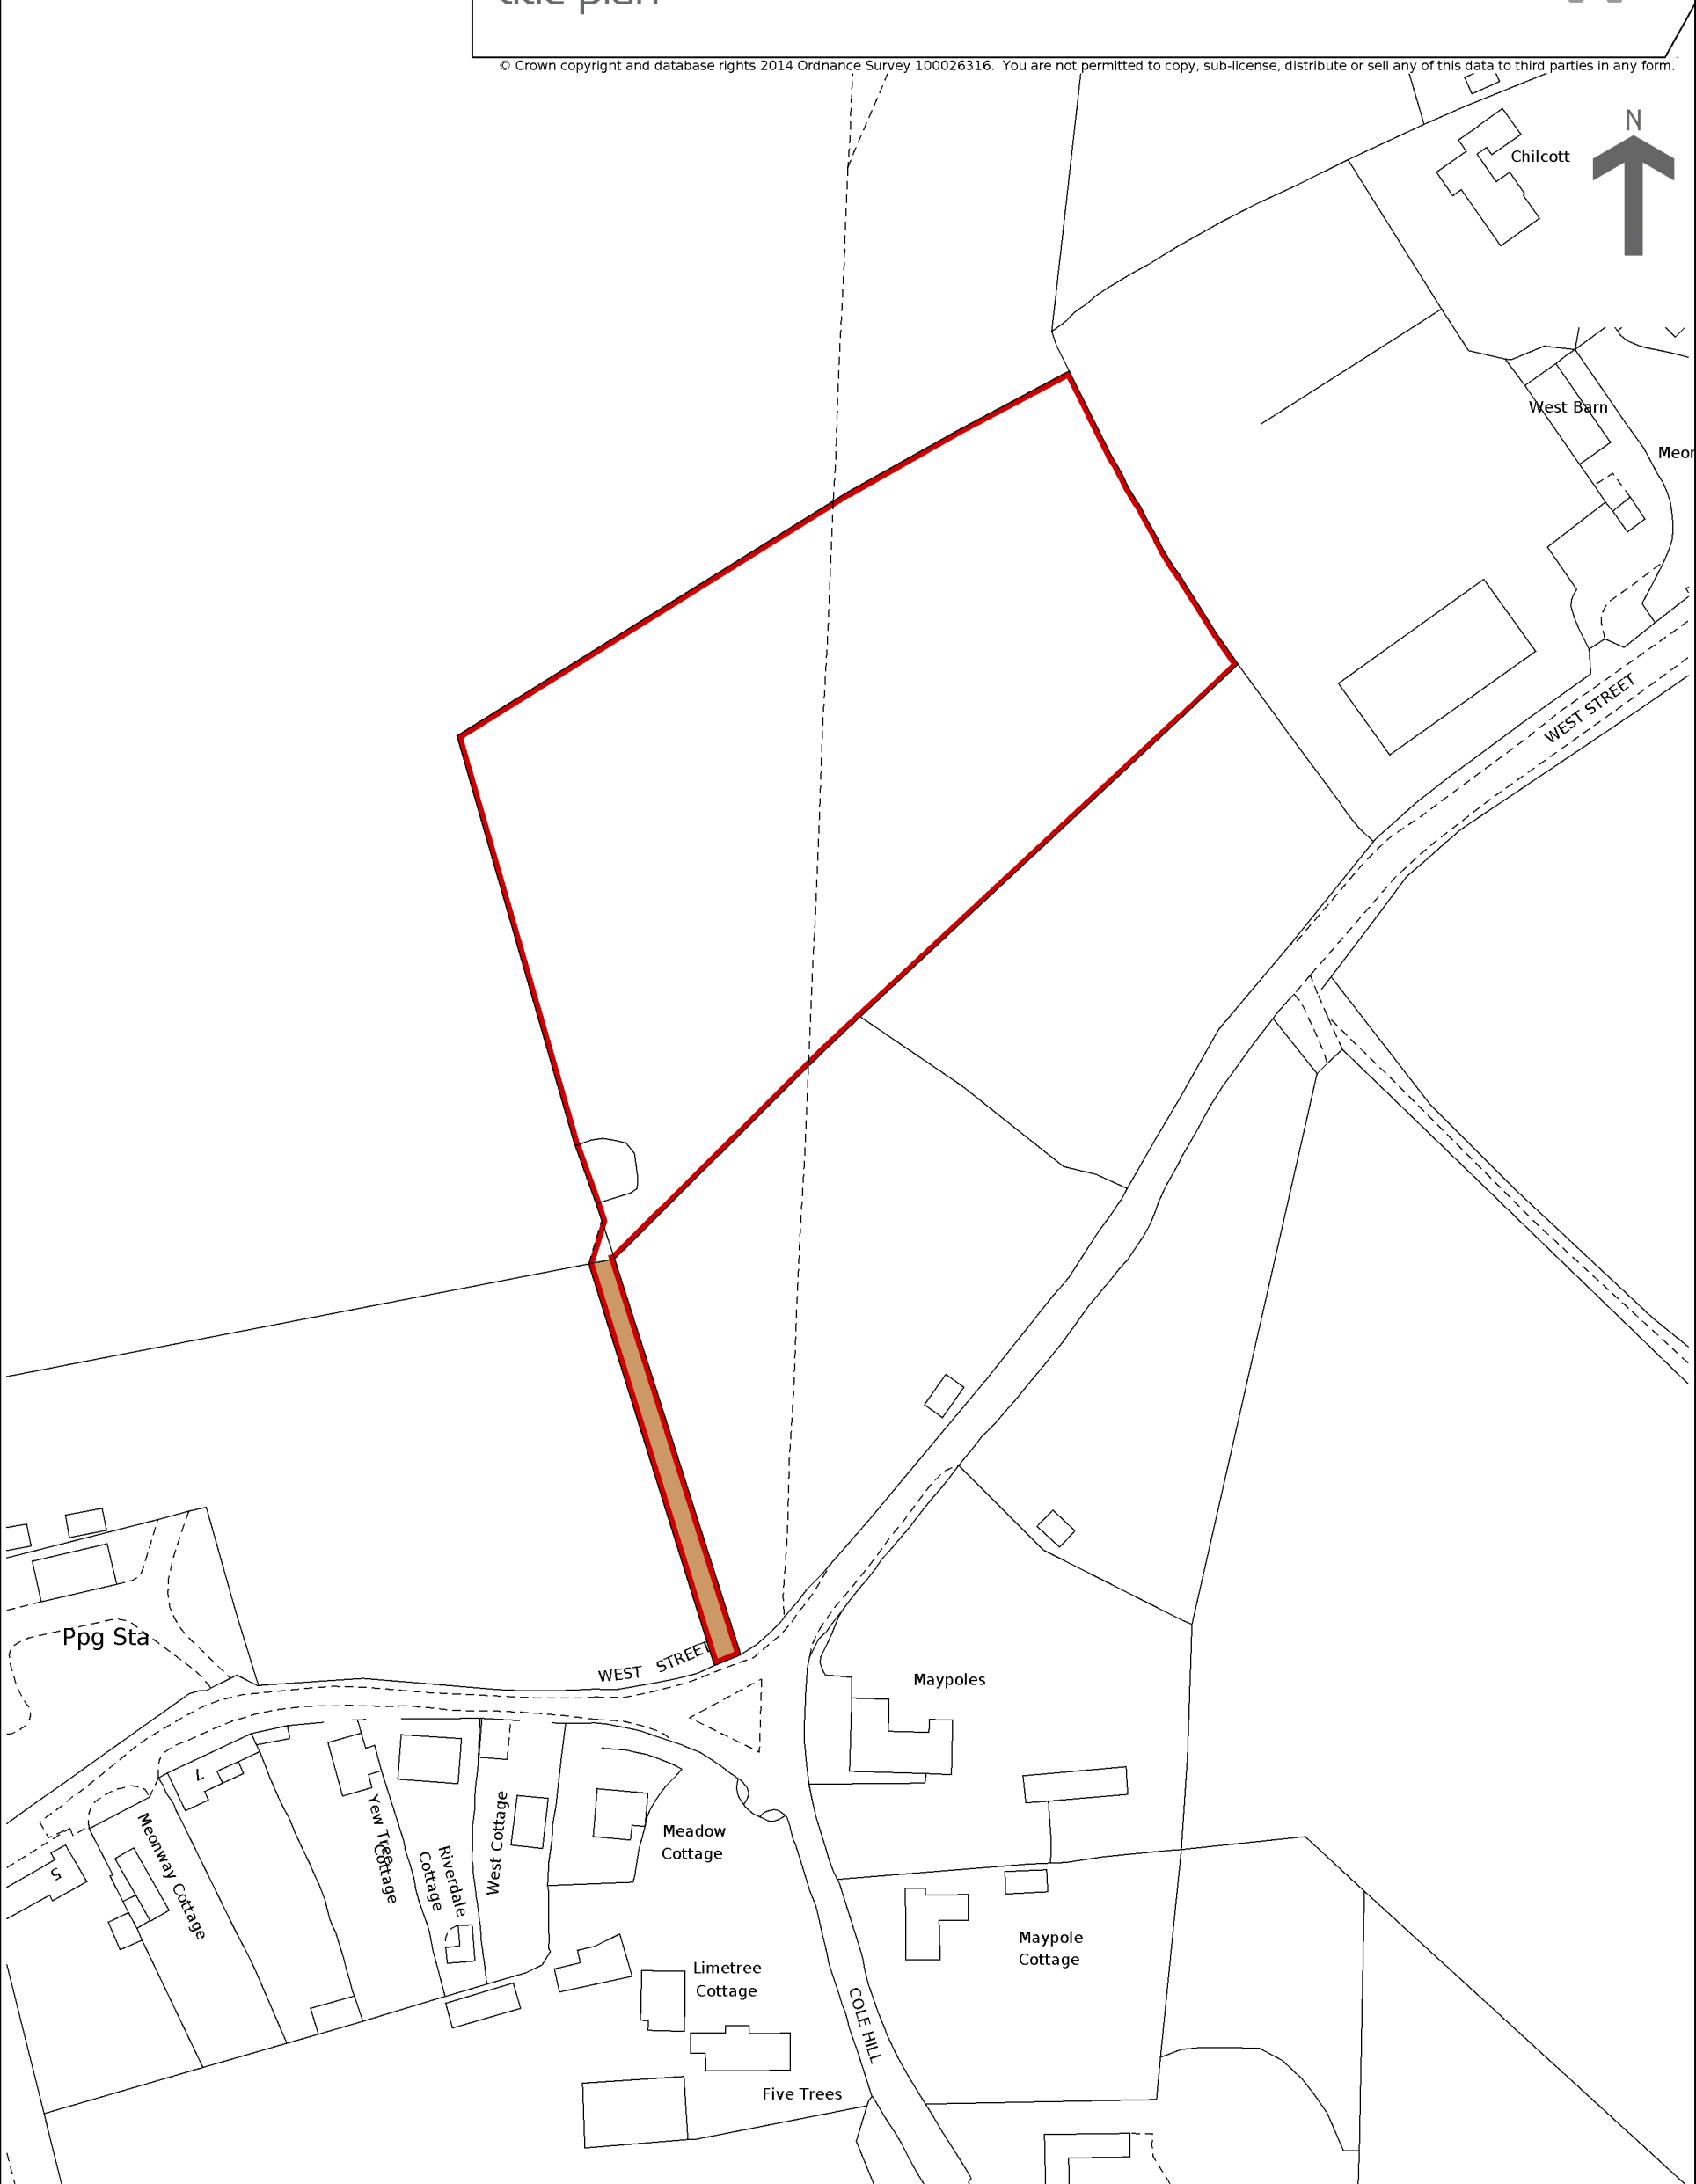 title plan
© Crown copyright and database rights 2014 Ordnance Survey 100026316. You are not permitted to copy, sub-license, distribute or sell any of this data to third parties in any form.
N
Chilcott
West Barn
WEST STREET
Ppg Sta
WEST STREET
Maypoles
L
Yew Tree
Cottage
West Cottage
Meadow
Cottage
Meonway Cottage
Riverdale
Cottage
Maypole
Cottage
Limetree
Cottage
COLE HILL
Five Trees